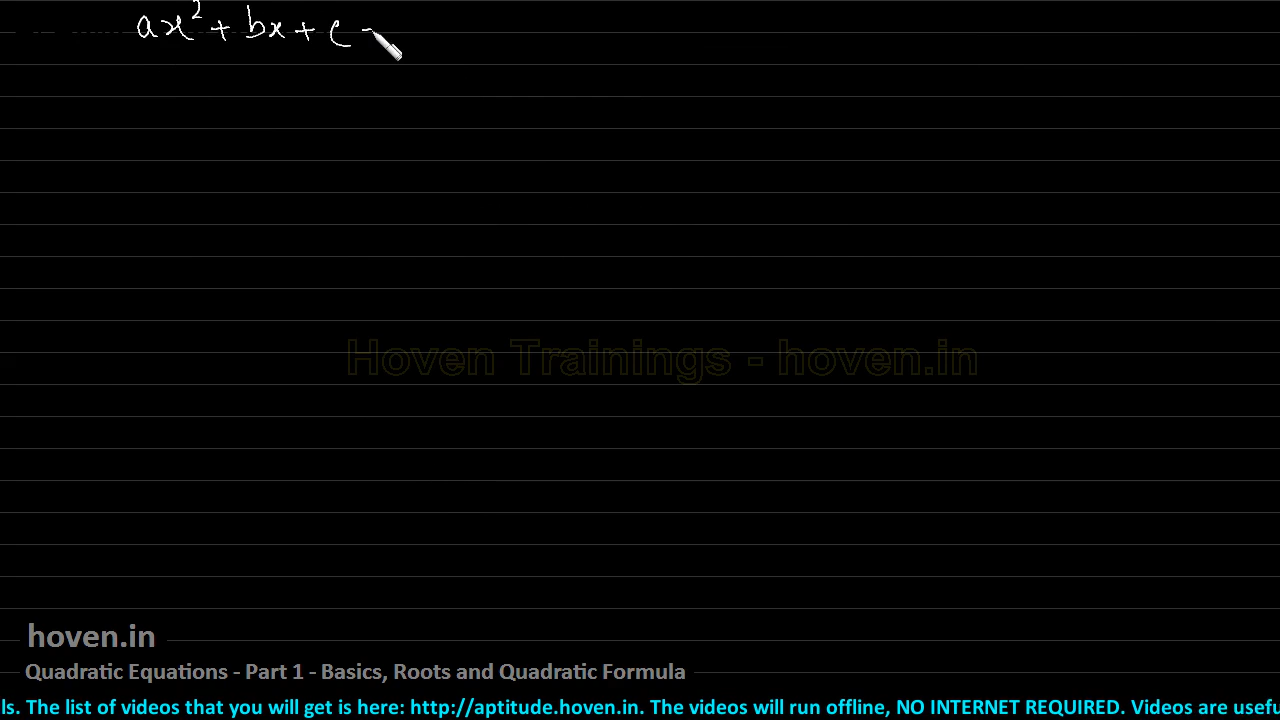 ax² + bx + c -
Hoven Trainings - hoven.in
hoven.in
Quadratic Equations - Part 1 - Basics, Roots and Quadratic Formula
ls. The list of videos that you will get is here: http://aptitude.hoven.in. The videos will run offline, NO INTERNET REQUIRED. Videos are usefu